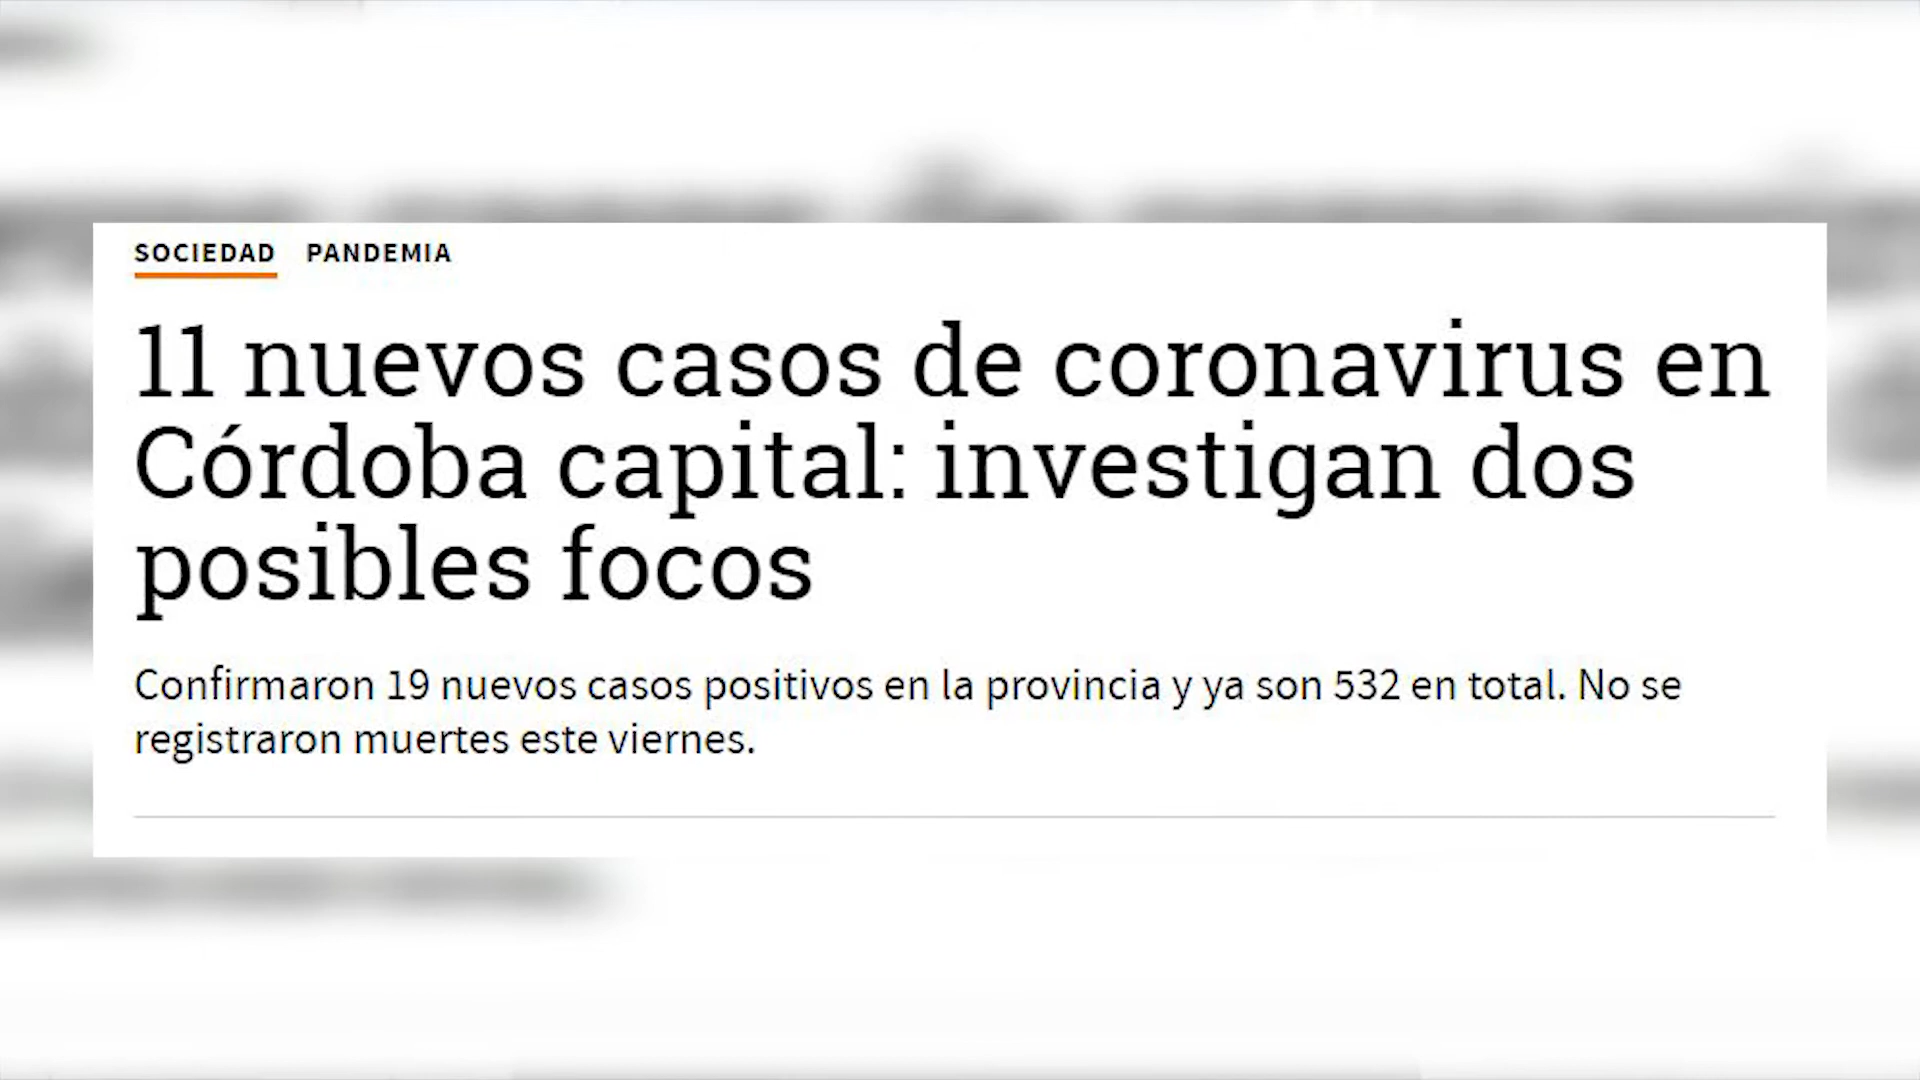 SOCIEDAD PANDEMIA
11 nuevos casos de coronavirus en
Córdoba capital: investigan dos
posibles focos
Confirmaron 19 nuevos casos positivos en la provincia y ya son 532 en total. No se
registraron muertes este viernes.